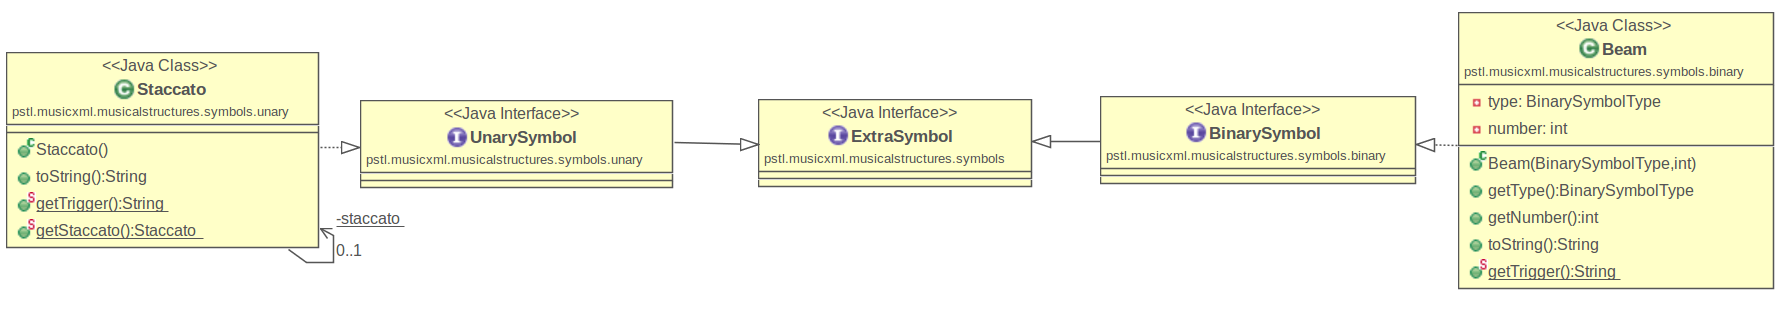 <<Java Class>>
Staccato
pstl.musicxml.musicalstructures.symbols.unary
Staccato()
toString():String
getTrigger():String
getStaccato():Staccato
-staccato
0..1
<<Java Interface>>
UnarySymbol
pstl.musicxml.musicalstructures.symbols.unary
<<Java Interface>>
ExtraSymbol
pstl.musicxml.musicalstructures.symbols
<<Java Interface>>
BinarySymbol
pstl.musicxml.musicalstructures.symbols.binary
<<Java Class>>
Beam
pstl.musicxml.musicalstructures.symbols.binary
type: BinarySymbolType
number: int
Beam(BinarySymbolType,int)
getType():BinarySymbolType
getNumber():int
toString():String
getTrigger():String